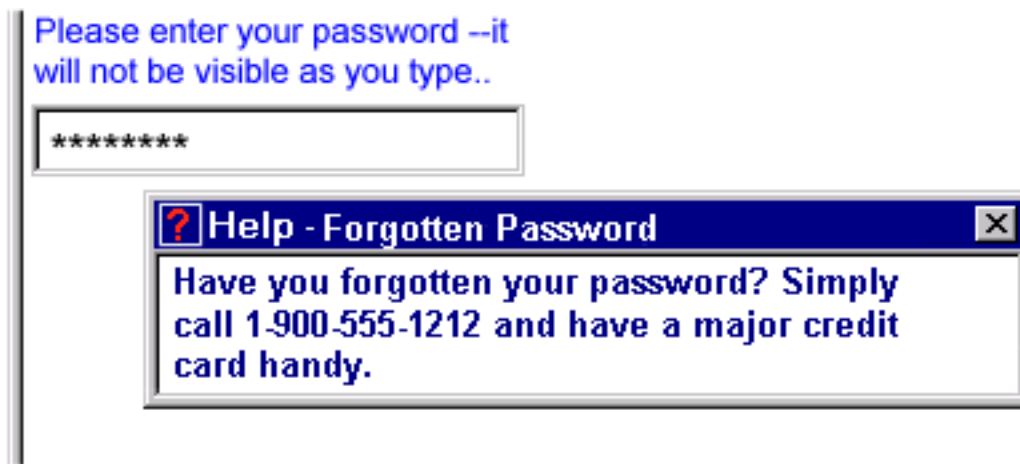 Please enter your password --it
will not be visible as you type..
********
? Help - Forgotten Password
Have you forgotten your password? Simply
call 1-900-555-1212 and have a major credit
card handy.